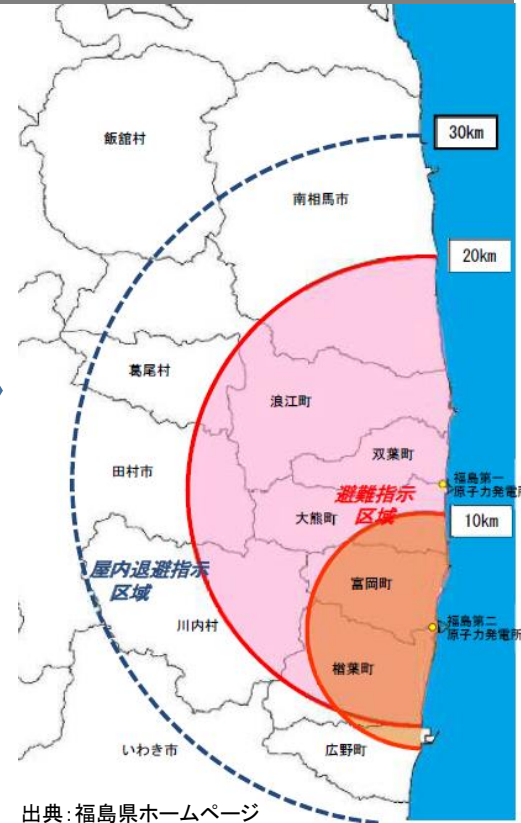 30km
飯舘村
南相馬市
20km
葛尾村
浪江町
双葉町
田村市
福島第一
原子力発電所
避難指示
区域
大熊町
10km
屋内退避指示
区域
富岡町
福島第二
原子力発電所
川内村
楢葉町
いわき市
広野町
出典:福島県ホームページ